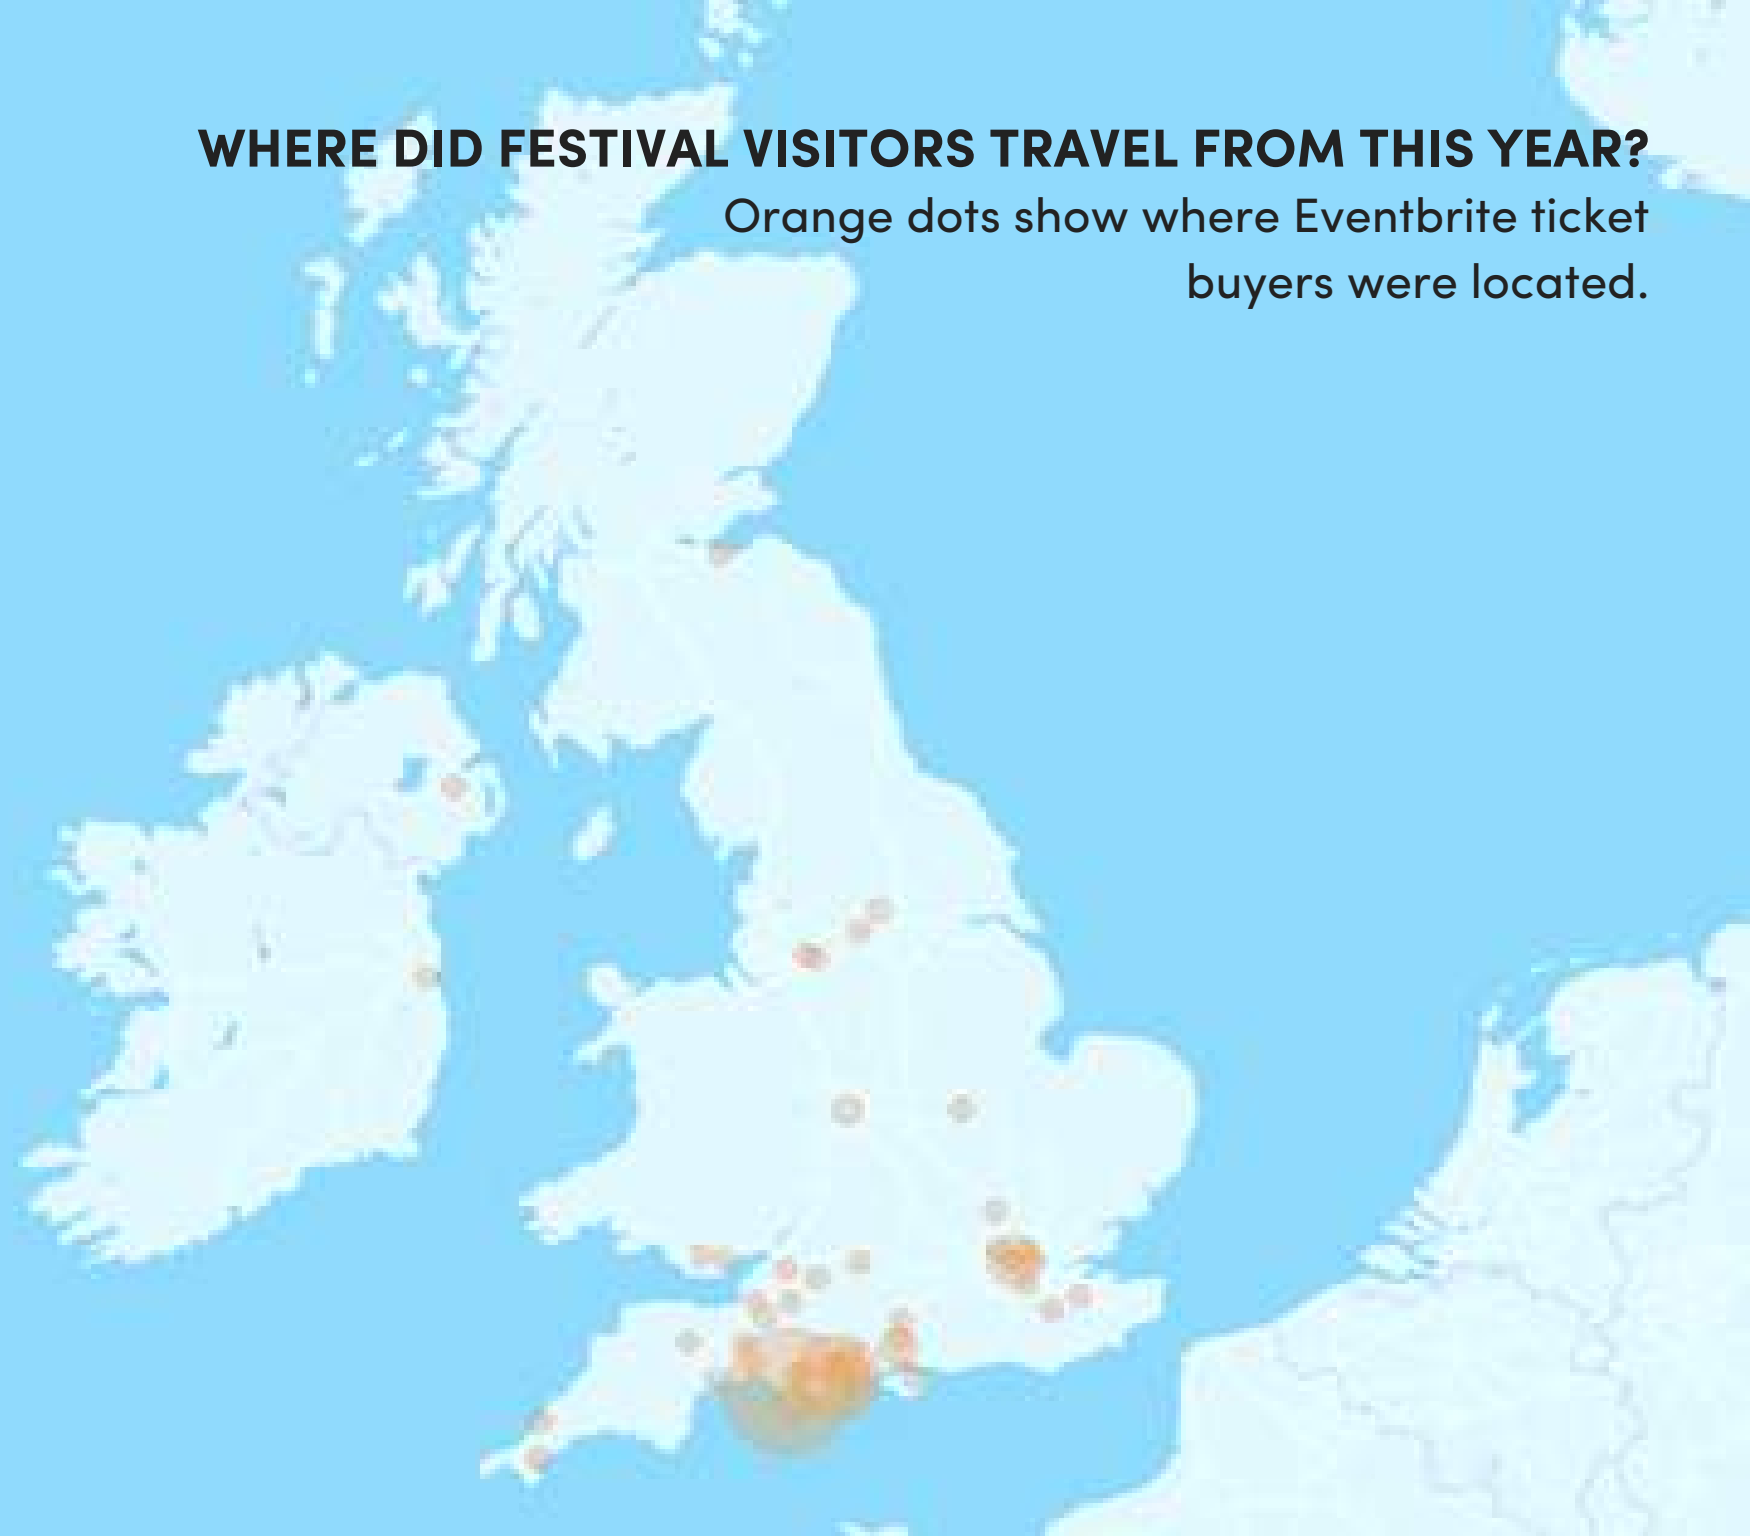 WHERE DID FESTIVAL VISITORS TRAVEL FROM THIS YEAR?
Orange dots show where Eventbrite ticket
buyers were located.